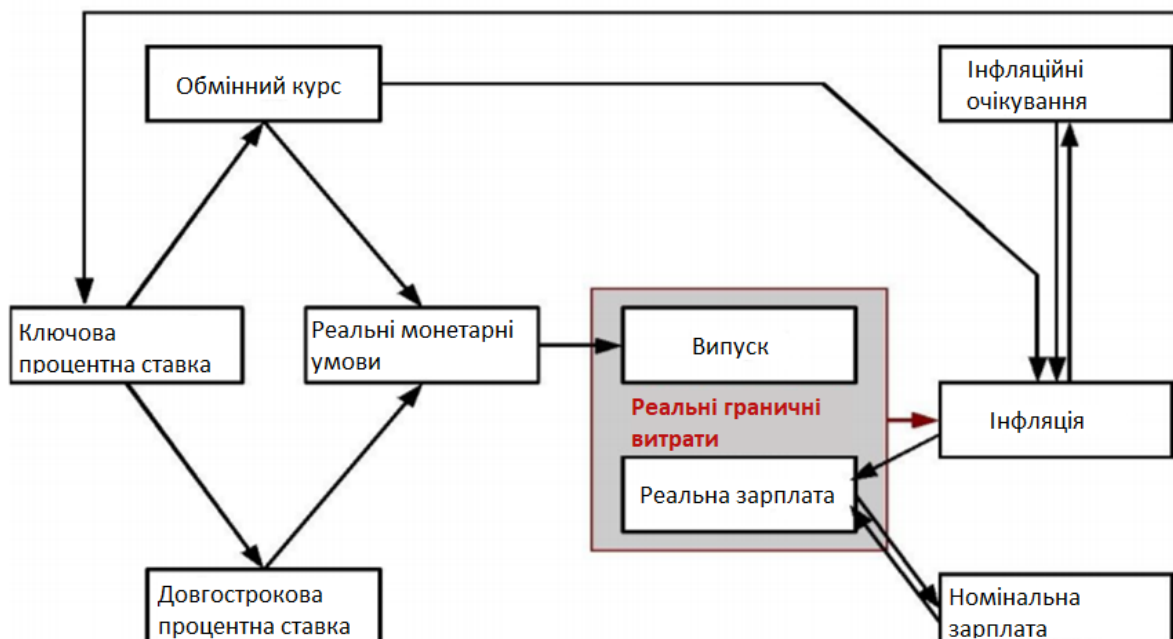 Обмінний курс
Інфляційні
очікування
Ключова
процентна ставка
Реальні монетарні
умови
Випуск
Реальні граничні
витрати
Інфляція
Реальна зарплата
Довгострокова
процентна ставка
Номінальна
зарплата